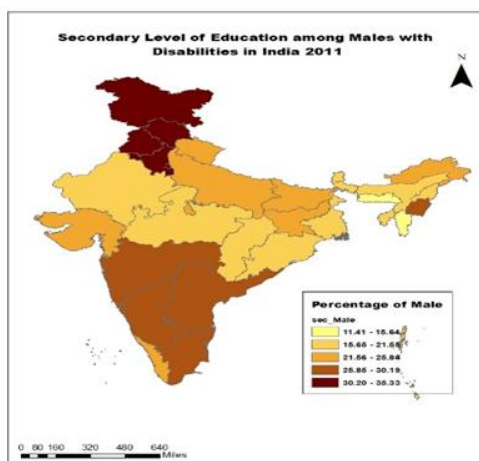 Secondary Level of Education among Males with
Disabilities in India 2011
N
Percentage of Male
sec_Male
11.41 - 15.64
15.65 - 21.55
21.56 - 25.84
25.85 - 30.19
30.20 - 35.33
0 80 160 320 480 640
Miles